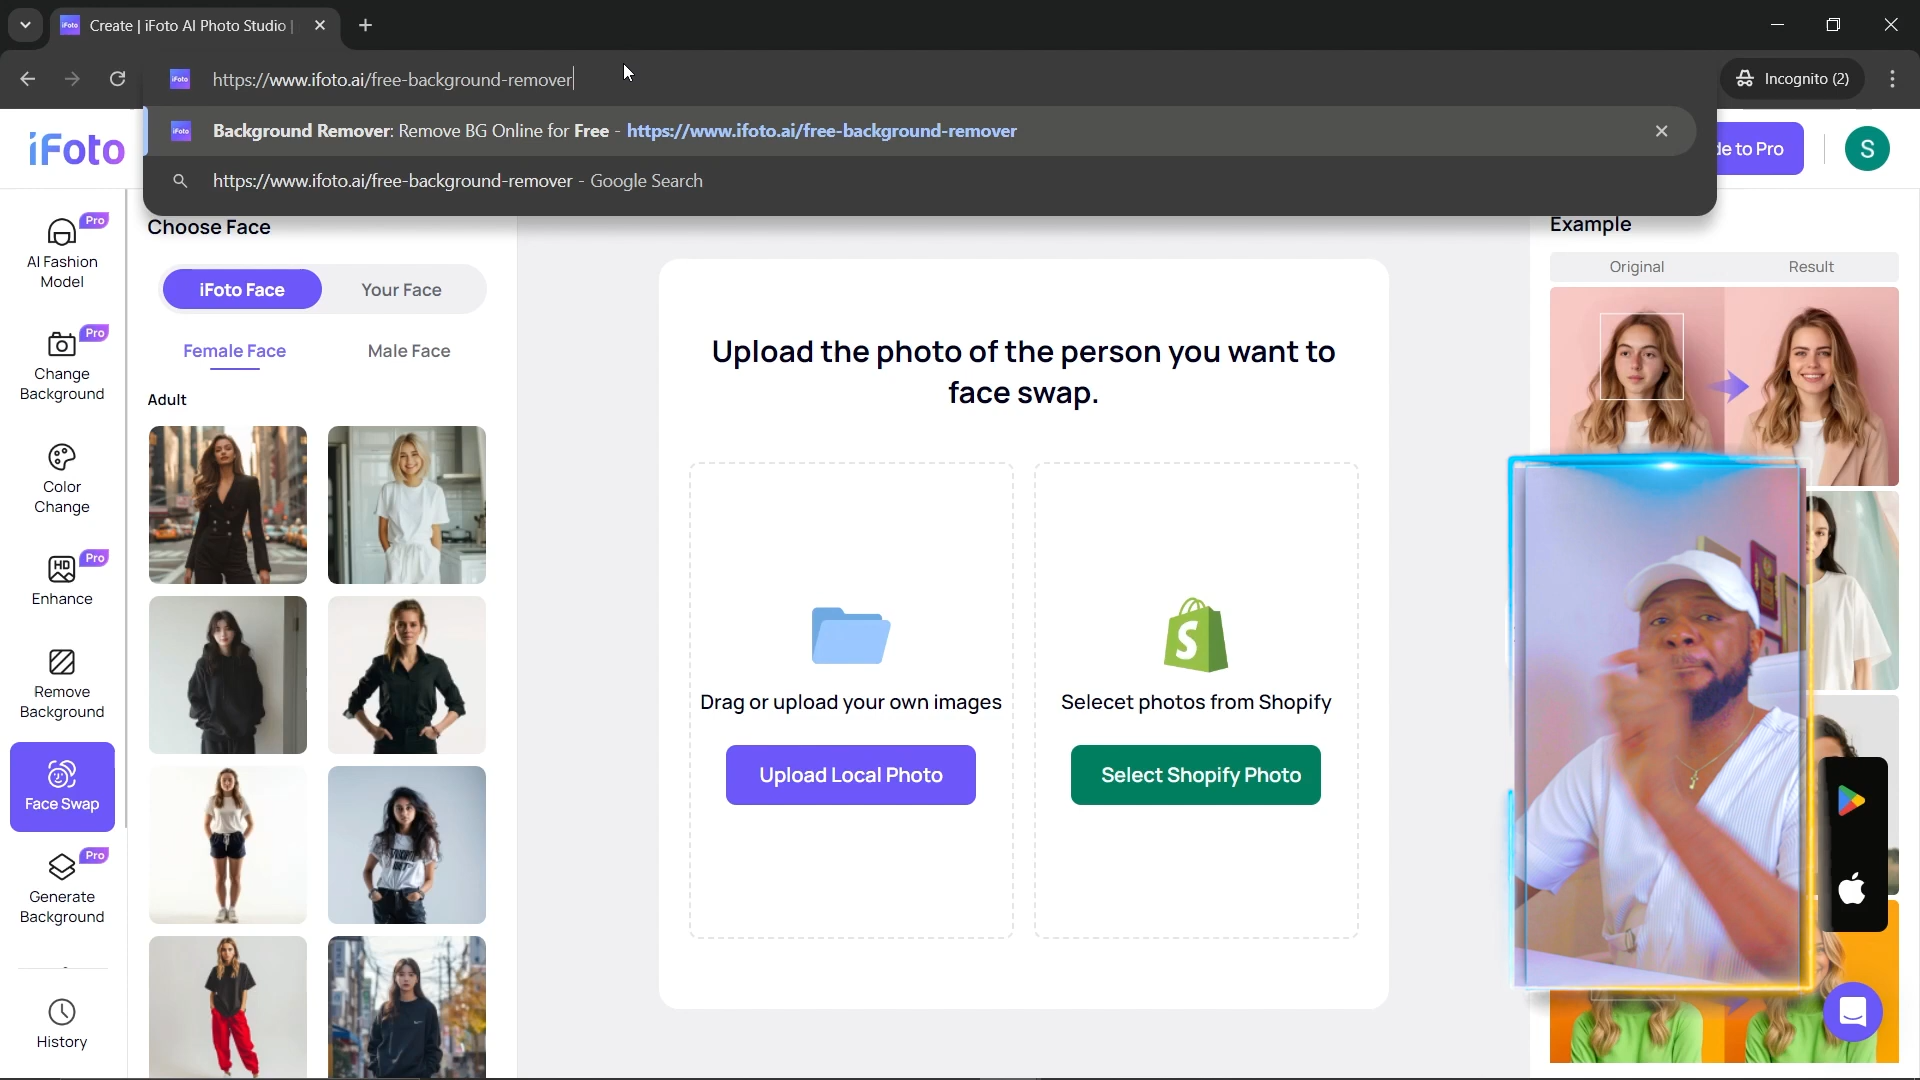 iFoto
Create | iFoto AI Photo Studio |
iFoto
https://www.ifoto.ai/free-background-remover
Incognito (2)
iFoto
Background Remover: Remove BG Online for Free - https://www.ifoto.ai/free-background-remover
https://www.ifoto.ai/free-background-remover - Google Search
iFoto
de to Pro
S
Pro
AI Fashion
Model
Pro
Change
Background
Color
Change
Pro
HD
Enhance
Remove
Background
Face Swap
Pro
Generate
Background
History
Choose Face
iFoto Face
Your Face
Female Face
Male Face
Adult
Upload the photo of the person you want to
face swap.
Drag or upload your own images
Upload Local Photo
S
Selecet photos from Shopify
Select Shopify Photo
Example
Original
Result